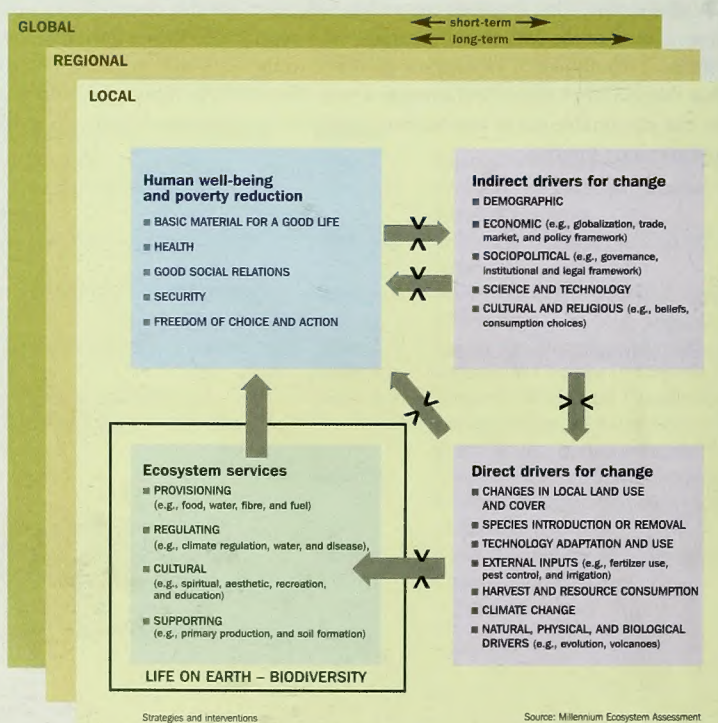 GLOBAL
short-term
long-term
REGIONAL
LOCAL
Human well-being
and poverty reduction
■ BASIC MATERIAL FOR A GOOD LIFE
■ HEALTH
■ GOOD SOCIAL RELATIONS
■ SECURITY
■ FREEDOM OF CHOICE AND ACTION
Indirect drivers for change
■ DEMOGRAPHIC
■ ECONOMIC (e.g., globalization, trade,
market, and policy framework)
■ SOCIOPOLITICAL (e.g., governance,
institutional and legal framework)
■ SCIENCE AND TECHNOLOGY
■ CULTURAL AND RELIGIOUS (e.g., beliefs,
consumption choices)
Ecosystem services
■ PROVISIONING
(e.g., food, water, fibre, and fuel)
■ REGULATING
(e.g., climate regulation, water, and disease),
■ CULTURAL
(e.g., spiritual, aesthetic, recreation,
and education)
■ SUPPORTING
(e.g., primary production, and soil formation)
LIFE ON EARTH – BIODIVERSITY
Direct drivers for change
■ CHANGES IN LOCAL LAND USE
AND COVER
■ SPECIES INTRODUCTION OR REMOVAL
■ TECHNOLOGY ADAPTATION AND USE
■ EXTERNAL INPUTS (e.g., fertilizer use,
pest control, and irrigation)
■ HARVEST AND RESOURCE CONSUMPTION
■ CLIMATE CHANGE
■ NATURAL, PHYSICAL, AND BIOLOGICAL
DRIVERS (e.g., evolution, volcanoes)
Strategies and interventions
Source: Millennium Ecosystem Assessment